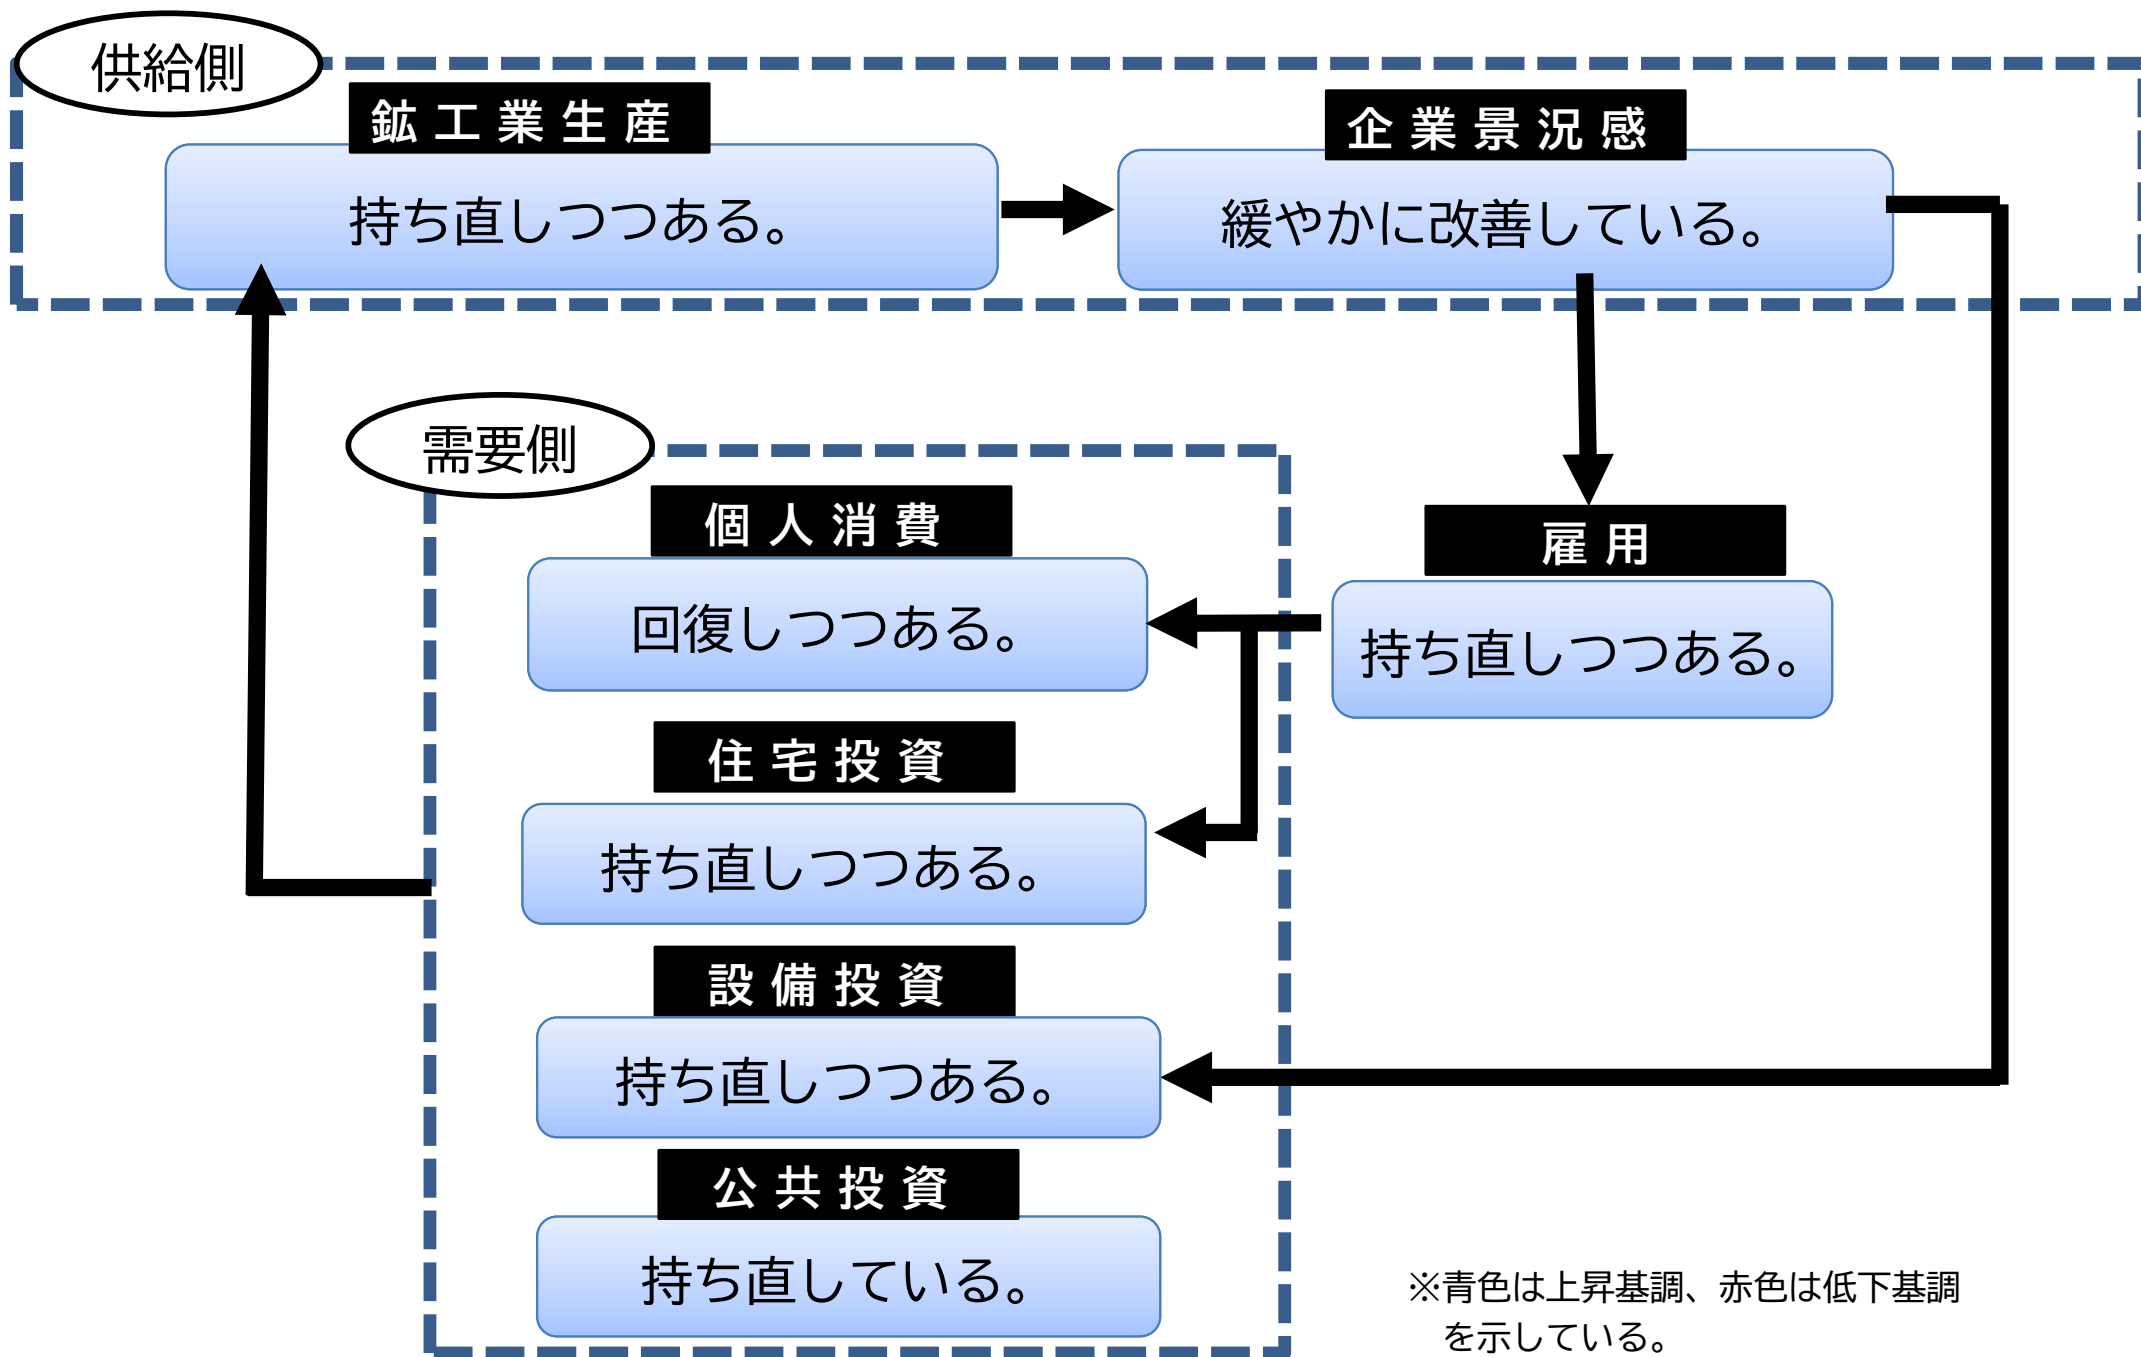 供給側
鉱工業生産
持ち直しつつある。
企業景況感
緩やかに改善している。
需要側
個人消費
回復しつつある。
雇用
持ち直しつつある。
住宅投資
持ち直しつつある。
設備投資
持ち直しつつある。
公共投資
持ち直している。
※青色は上昇基調、赤色は低下基調
を示している。